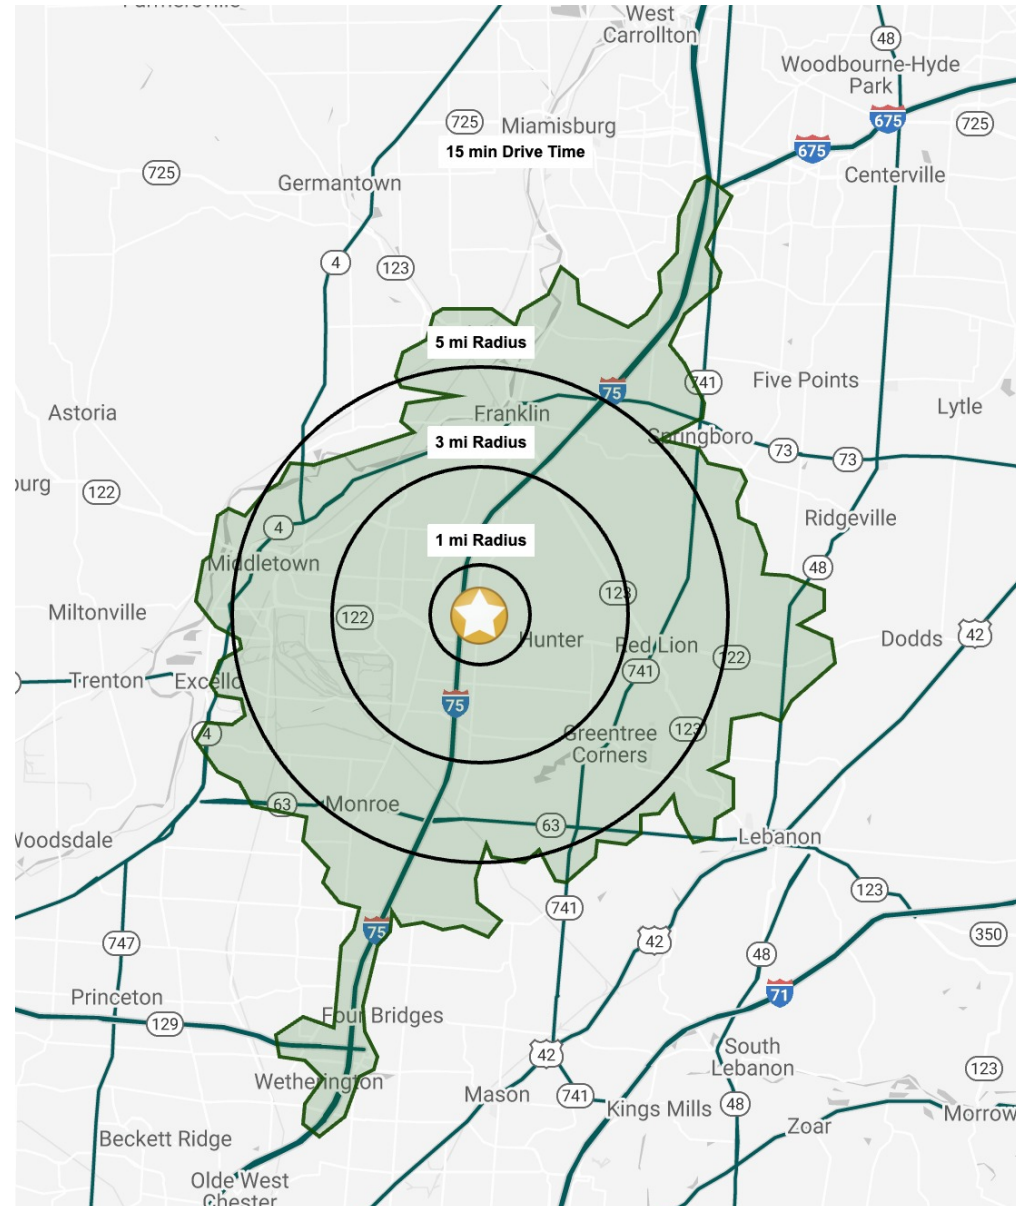 Farmersville
West
Carrollton
48
Woodbourne-Hyde
Park
675
725
Miamisburg
725
675
15 min Drive Time
725
Germantown
Centerville
4
123
5 mi Radius
75
741
Five Points
Astoria
Franklin
Lytle
3 mi Radius
Springboro
73
73
burg
122
4
Ridgeville
1 mi Radius
Middletown
48
123
Miltonville
122
Hunter
Red Lion
Dodds
42
122
741
Trenton
Excello
75
4
123
Greentree
Corners
63
Monroe
63
Woodsdale
Lebanon
123
741
75
42
350
747
48
71
Princeton
129
Four Bridges
42
South
Lebanon
123
Wetherington
Mason
741
Kings Mills
48
Morrow
Zoar
Beckett Ridge
Olde West
Chester